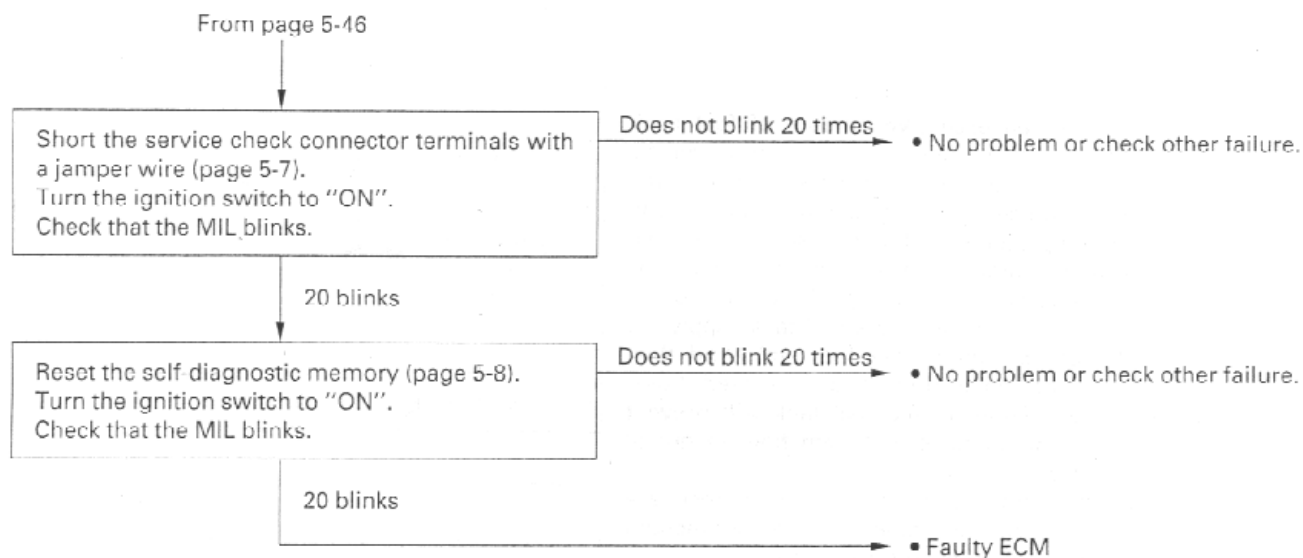 From page 5-46
Short the service check connector terminals with
a jamper wire (page 5-7).
Turn the ignition switch to "ON".
Check that the MIL blinks.
Does not blink 20 times
• No problem or check other failure.
20 blinks
Reset the self-diagnostic memory (page 5-8).
Turn the ignition switch to "ON".
Check that the MIL blinks.
Does not blink 20 times
• No problem or check other failure.
20 blinks
• Faulty ECM